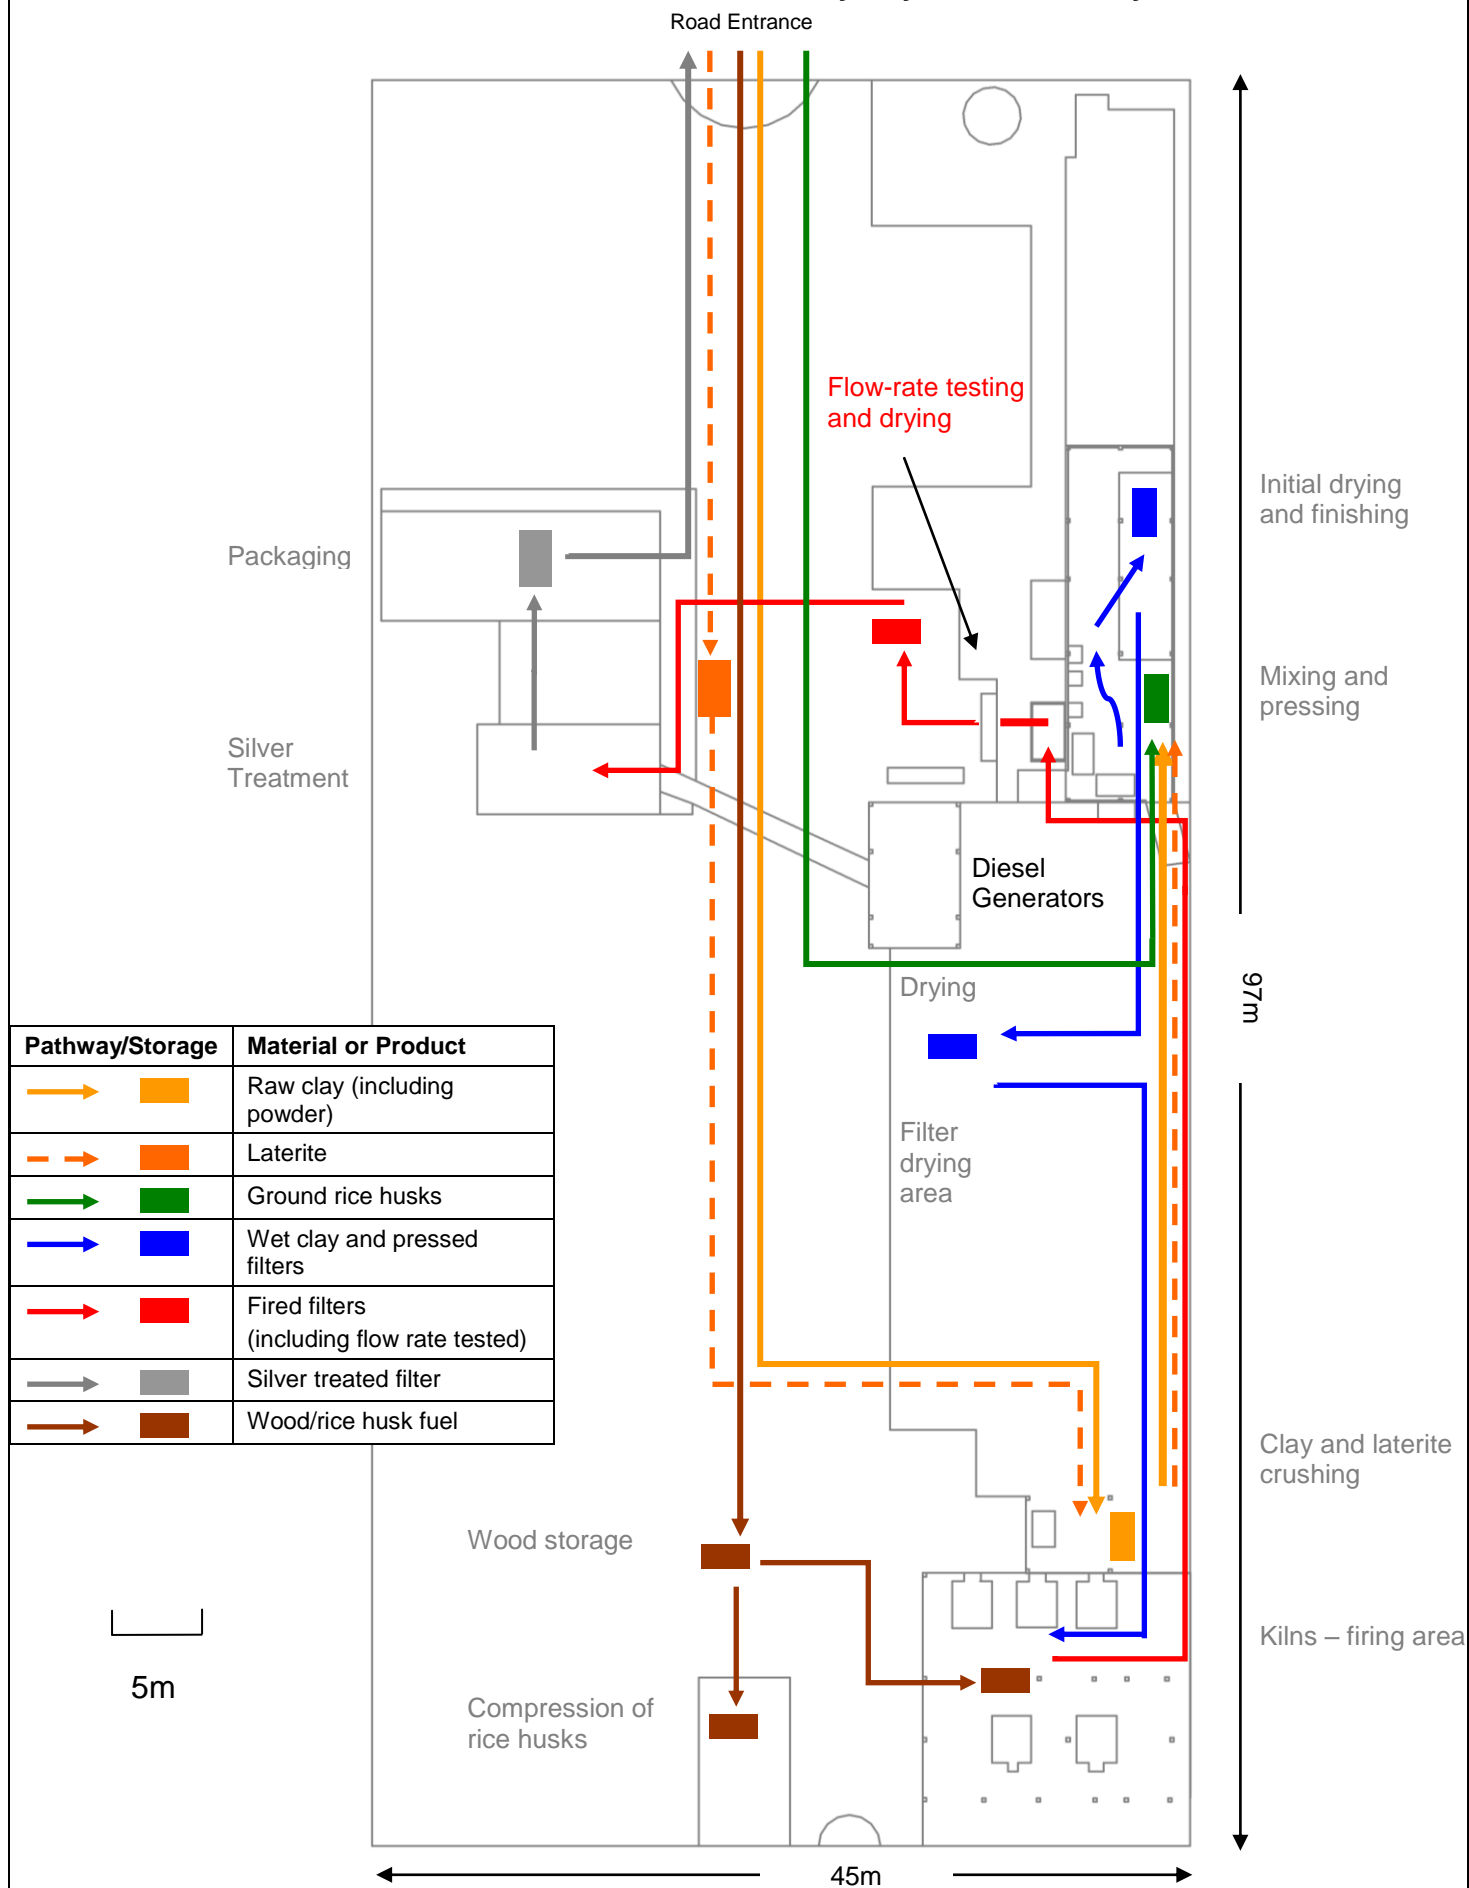 Road Entrance
Flow-rate testing
and drying
Initial drying
and finishing
Packaging
Mixing and
pressing
Silver
Treatment
Diesel
Generators
Drying
97m
Pathway/Storage Material or Product
Raw clay (including
powder)
Laterite
Ground rice husks
Wet clay and pressed
filters
Fired filters
(including flow rate tested)
Silver treated filter
Wood/rice husk fuel
Filter
drying
area
Clay and laterite
crushing
Wood storage
Kilns – firing area
5m
Compression of
rice husks
45m